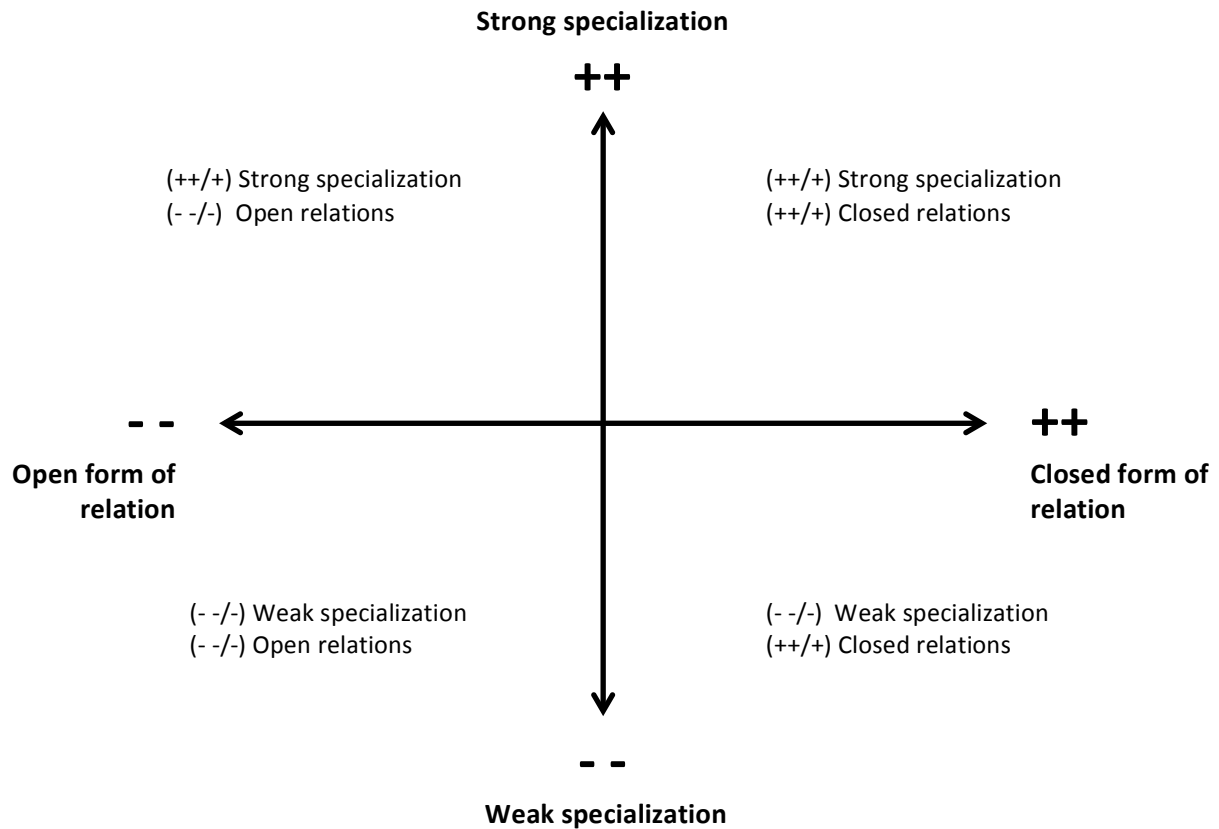 Strong specialization
++
(++/+) Strong specialization
(- -/-)  Open relations
(++/+) Strong specialization
(++/+) Closed relations
- -
Open form of
relation
++
Closed form of
relation
(- -/-) Weak specialization
(- -/-) Open relations
(- -/-)  Weak specialization
(++/+) Closed relations
- -
Weak specialization